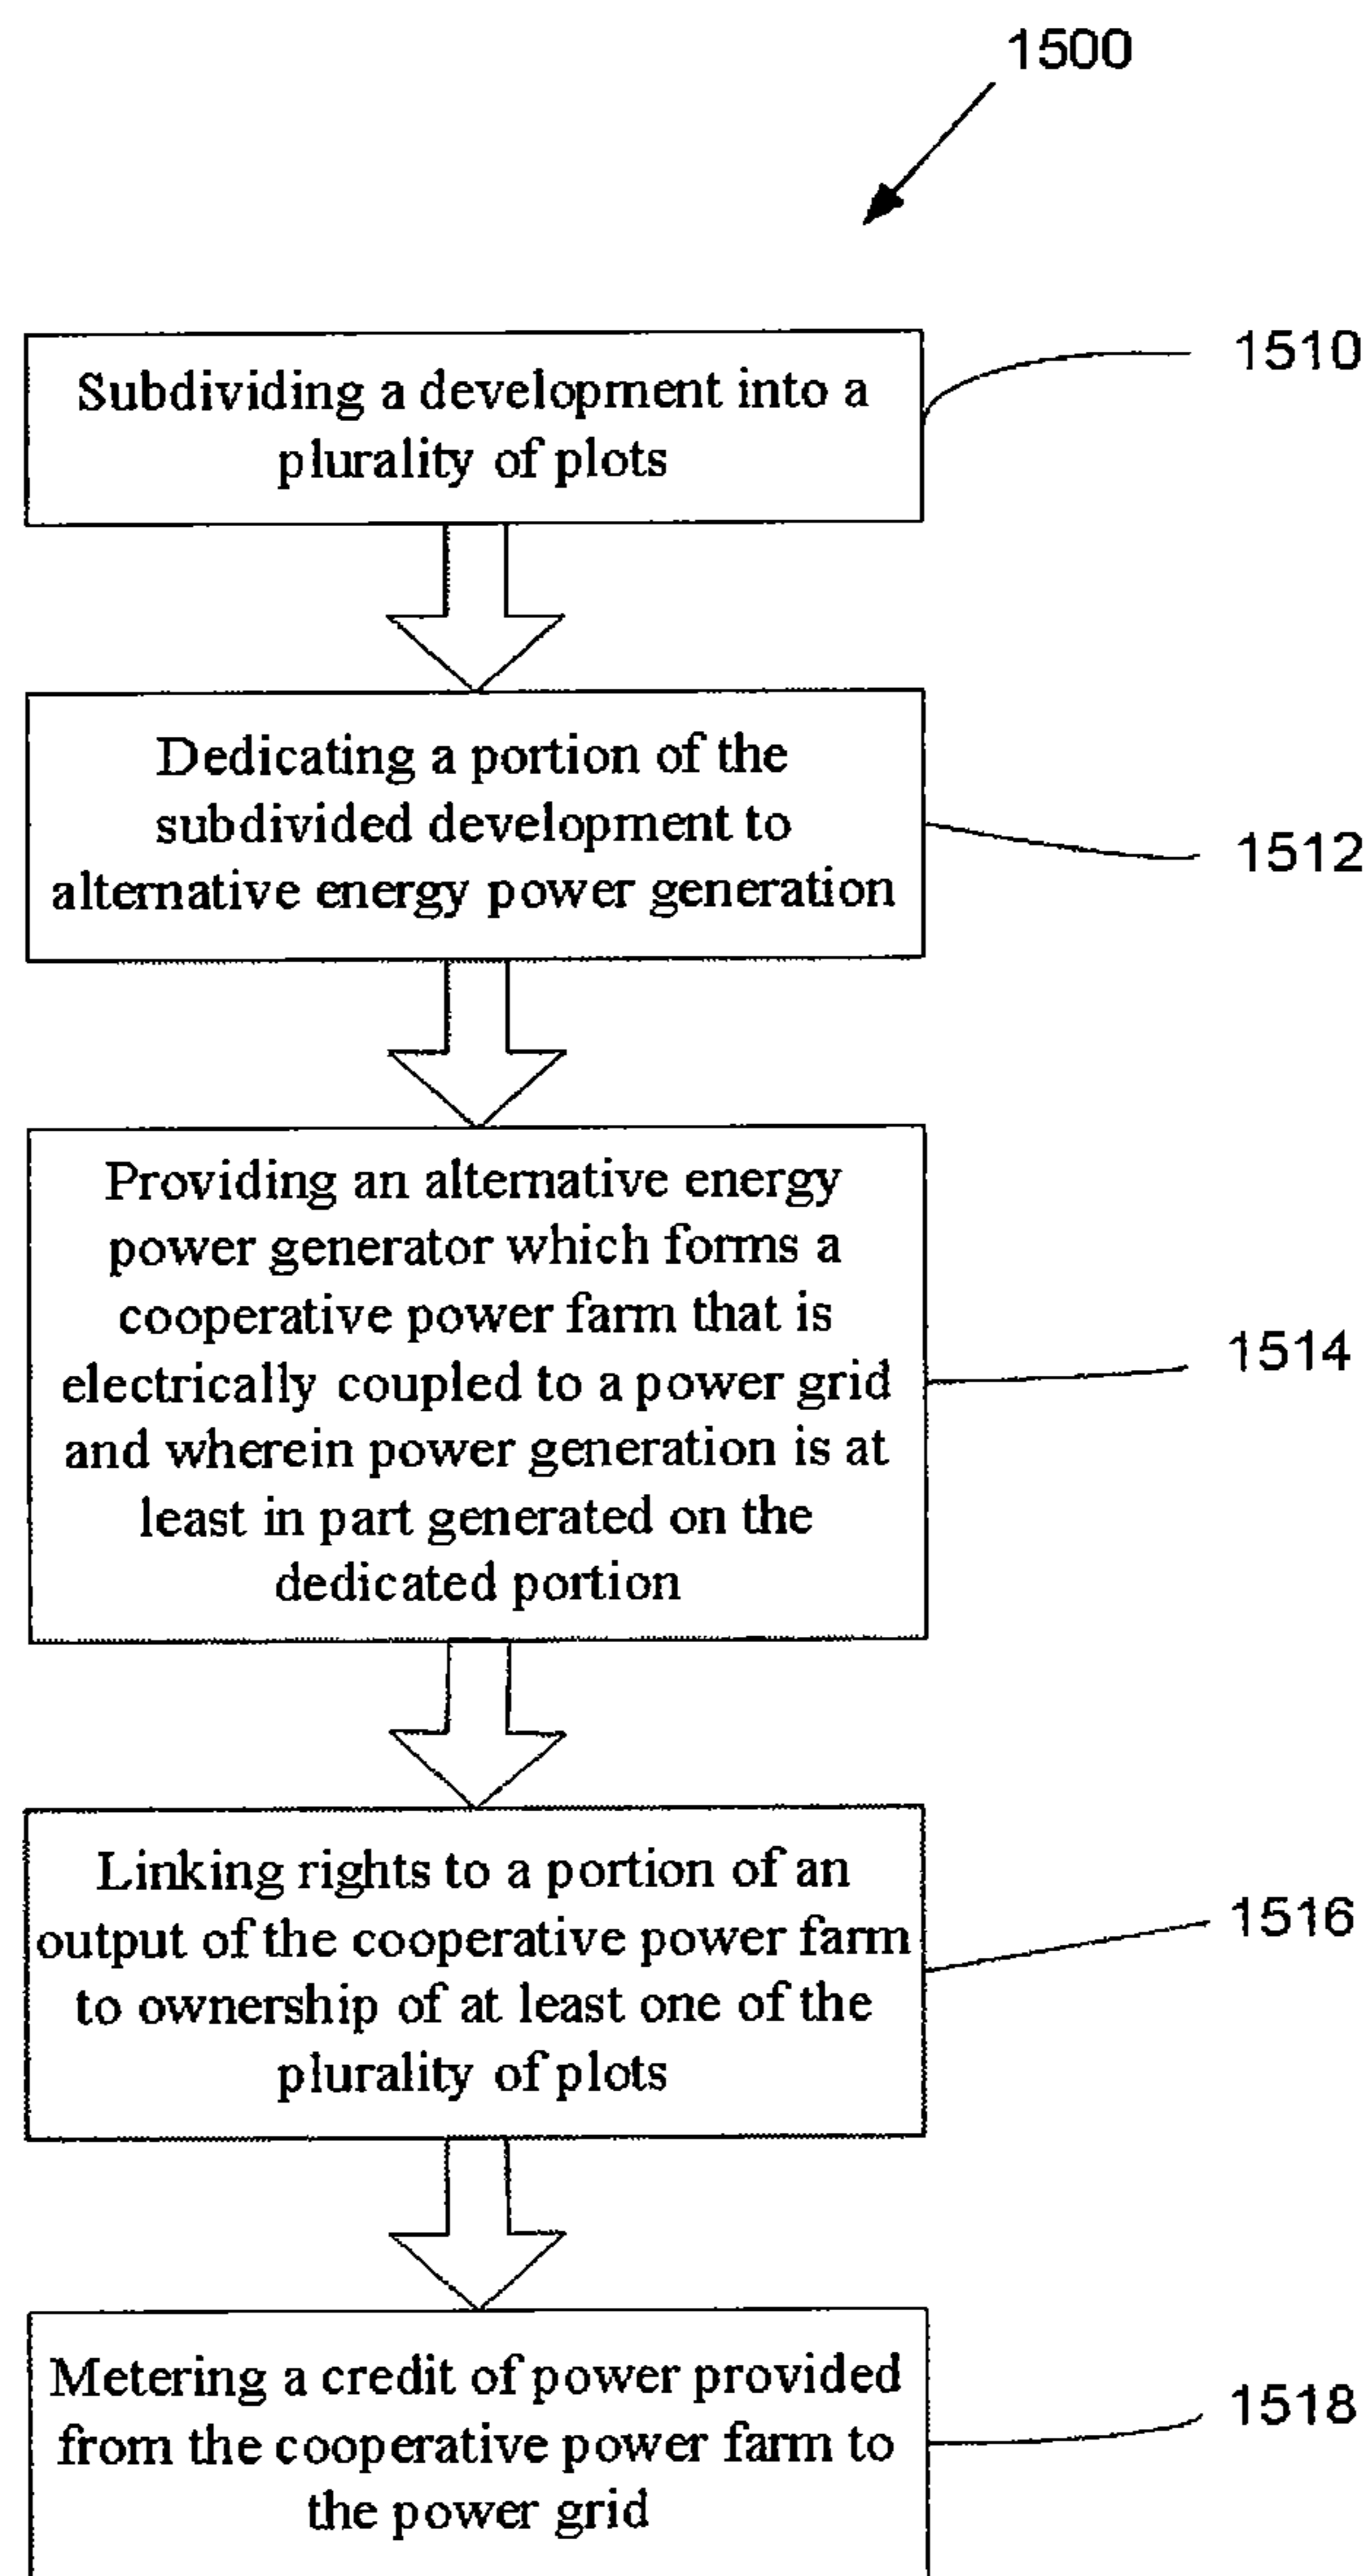 1500
Subdividing a development into a
plurality of plots
1510
Dedicating a portion of the
subdivided development to
alternative energy power generation
1512
Providing an alternative energy
power generator which forms a
cooperative power farm that is
electrically coupled to a power grid
and wherein power generation is at
least in part generated on the
dedicated portion
1514
Linking rights to a portion of an
output of the cooperative power farm
to ownership of at least one of the
plurality of plots
1516
Metering a credit of power provided
from the cooperative power farm to
the power grid
1518